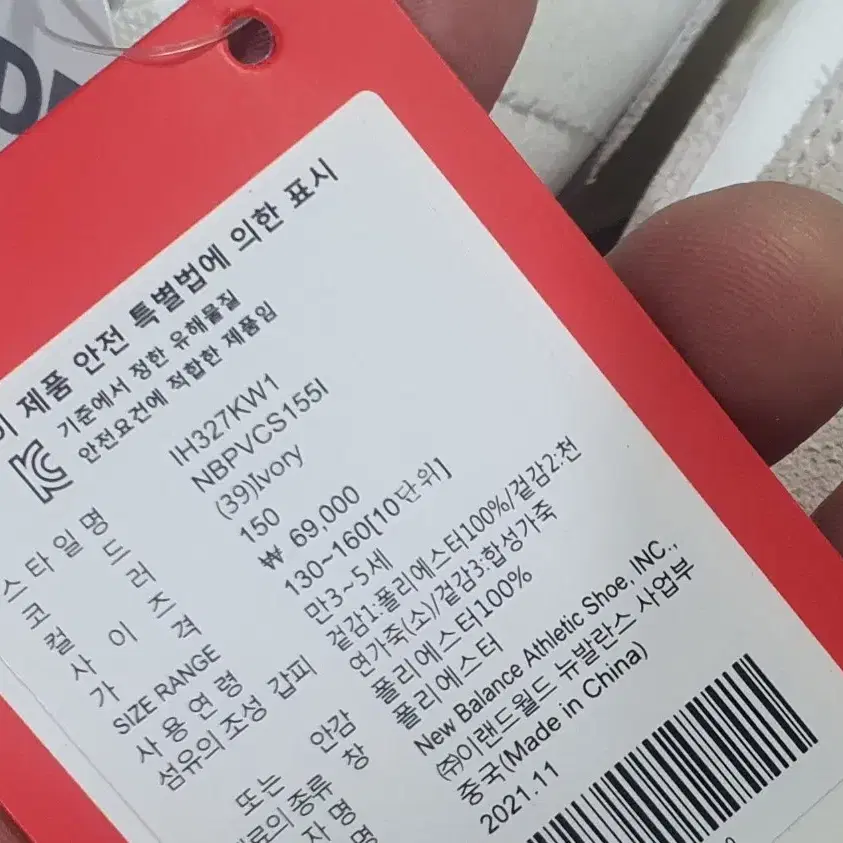 이 제품 안전 특별법에 의한 표시
기준에서 정한 유해물질
안전요건에 적합한 제품임
스타일명 IH327KW1
코드 NBPVCS155I
컬러 (39)Ivory
사이즈 150
가격 ₩ 69,000
SIZE RANGE 130~160[10단위]
사용연령 만3~5세
섬유의 조성 갑피 겉감1:폴리에스터100%/겉감2:천
연가죽(소)/겉감3:합성가죽
또는 안감 폴리에스터100%
종류 창 폴리에스터
자명 New Balance Athletic Shoe, INC.,
명 ㈜이랜드월드 뉴발란스 사업부
중국(Made in China)
2021.11